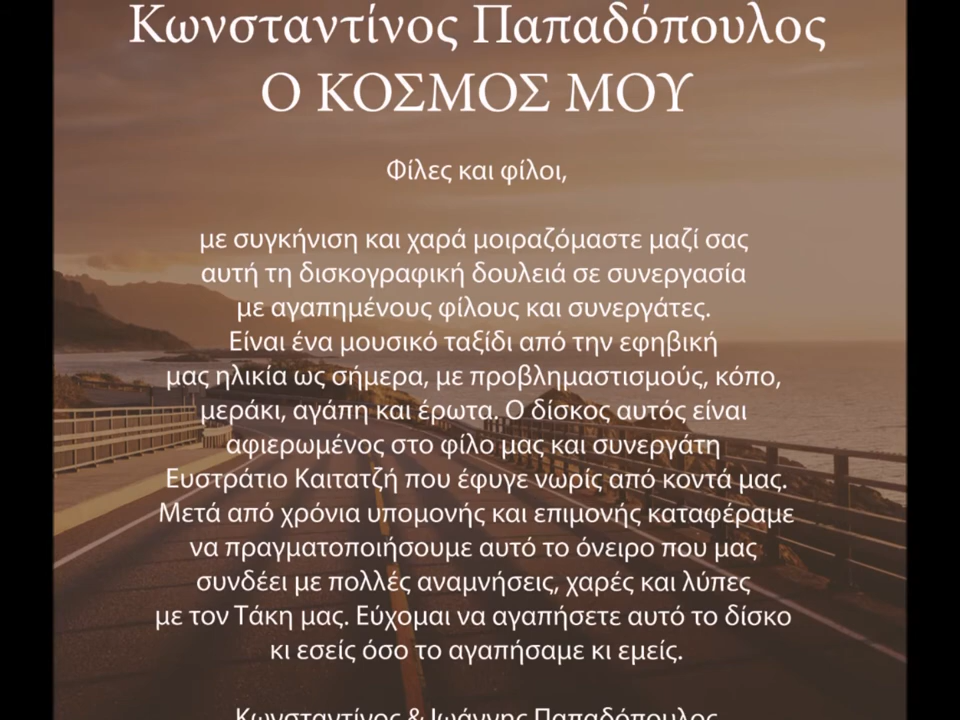 Κωνσταντίνος Παπαδόπουλος
Ο ΚΟΣΜΟΣ ΜΟΥ
Φίλες και φίλοι,
με συγκήνιση και χαρά μοιραζόμαστε μαζί σας
αυτή τη δισκογραφική δουλειά σε συνεργασία
με αγαπημένους φίλους και συνεργάτες.
Είναι ένα μουσικό ταξίδι από την εφηβική
μας ηλικία ως σήμερα, με προβλημαστισμούς, κόπο,
μεράκι, αγάπη και έρωτα. Ο δίσκος αυτός είναι
αφιερωμένος στο φίλο μας και συνεργάτη
Ευστράτιο Καιτατζή που έφυγε νωρίς από κοντά μας.
Μετά από χρόνια υπομονής και επιμονής καταφέραμε
να πραγματοποιήσουμε αυτό το όνειρο που μας
συνδέει με πολλές αναμνήσεις, χαρές και λύπες
με τον Τάκη μας. Εύχομαι να αγαπήσετε αυτό το δίσκο
κι εσείς όσο το αγαπήσαμε κι εμείς.
Κωνσταντίνος & Ιωάννης Παπαδόπουλος